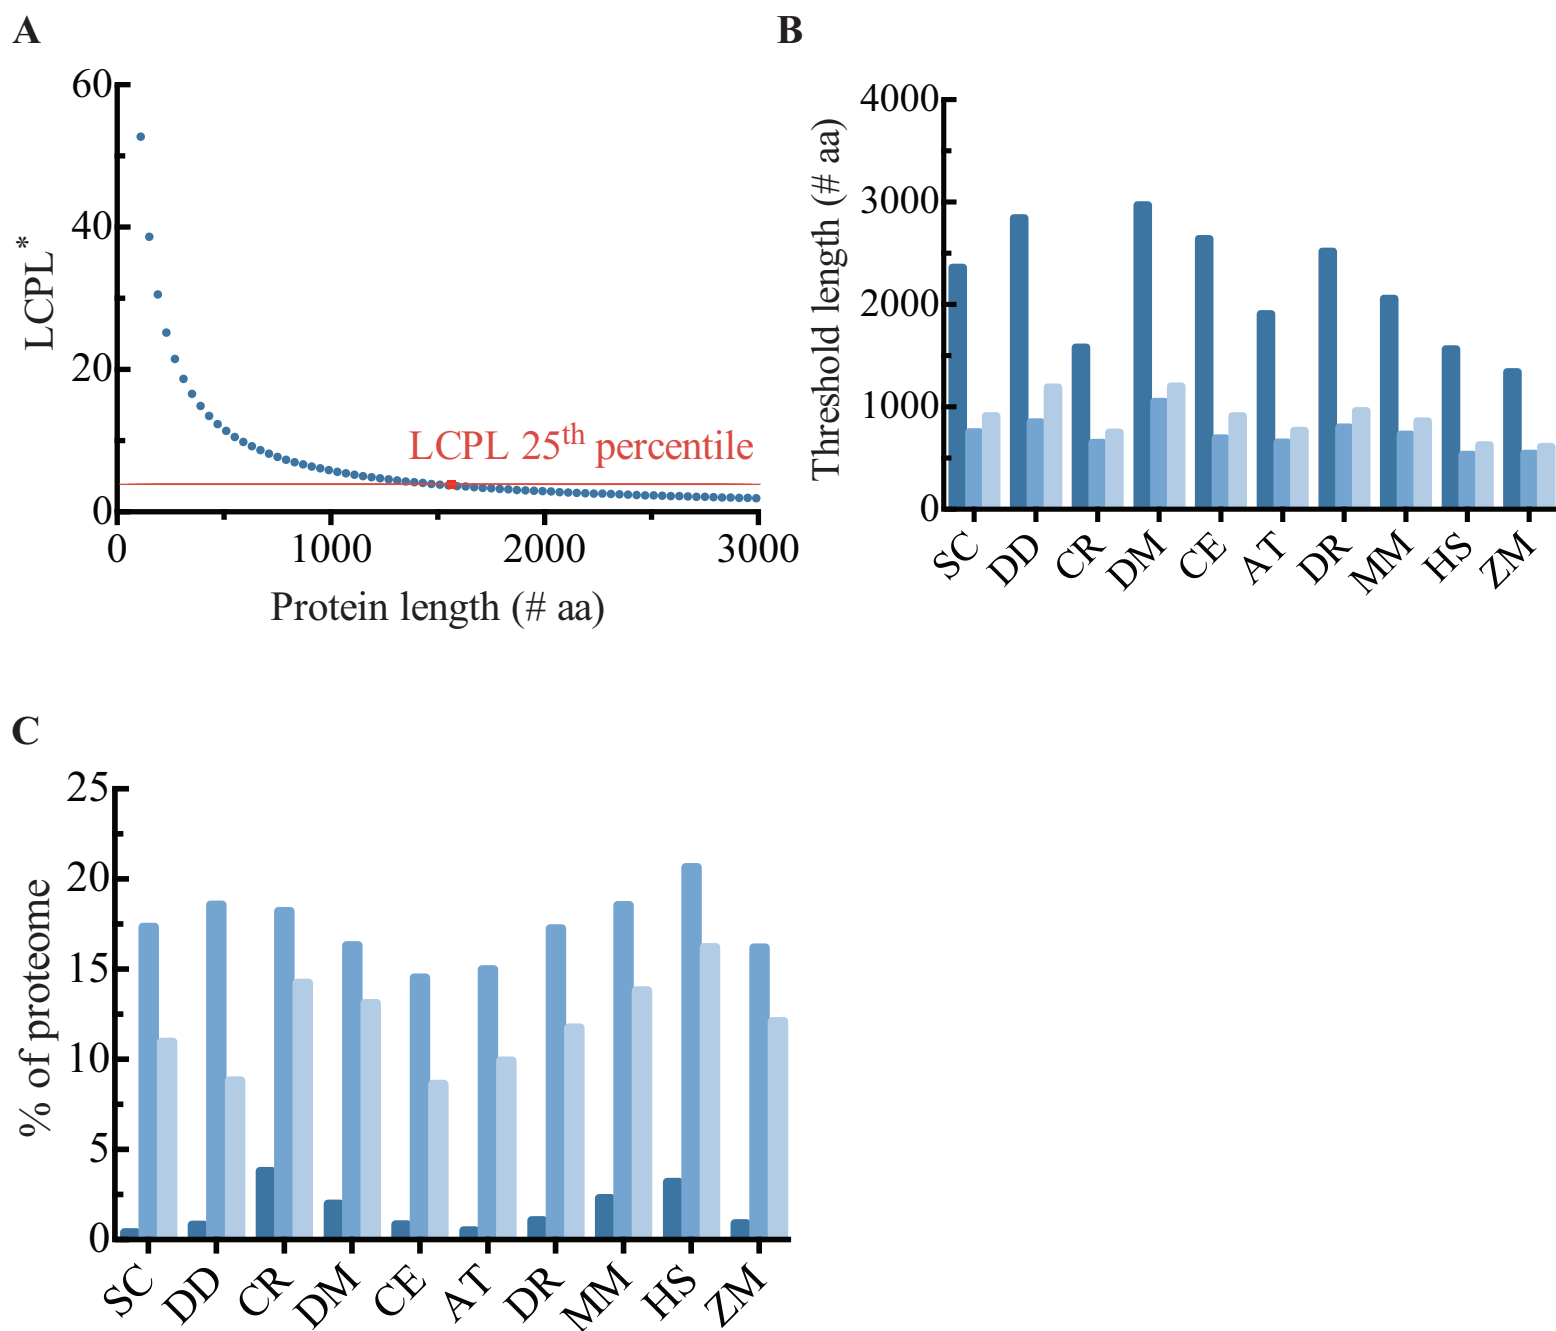 A
60
40
20
0
LCPL*
LCPL 25th percentile
0 1000 2000 3000
Protein length (# aa)
B
4000
3000
2000
1000
0
Threshold length (# aa)
SC DD CR DM CE AT DR MM HS ZM
C
25
20
15
10
5
0
% of proteome
SC DD CR DM CE AT DR MM HS ZM